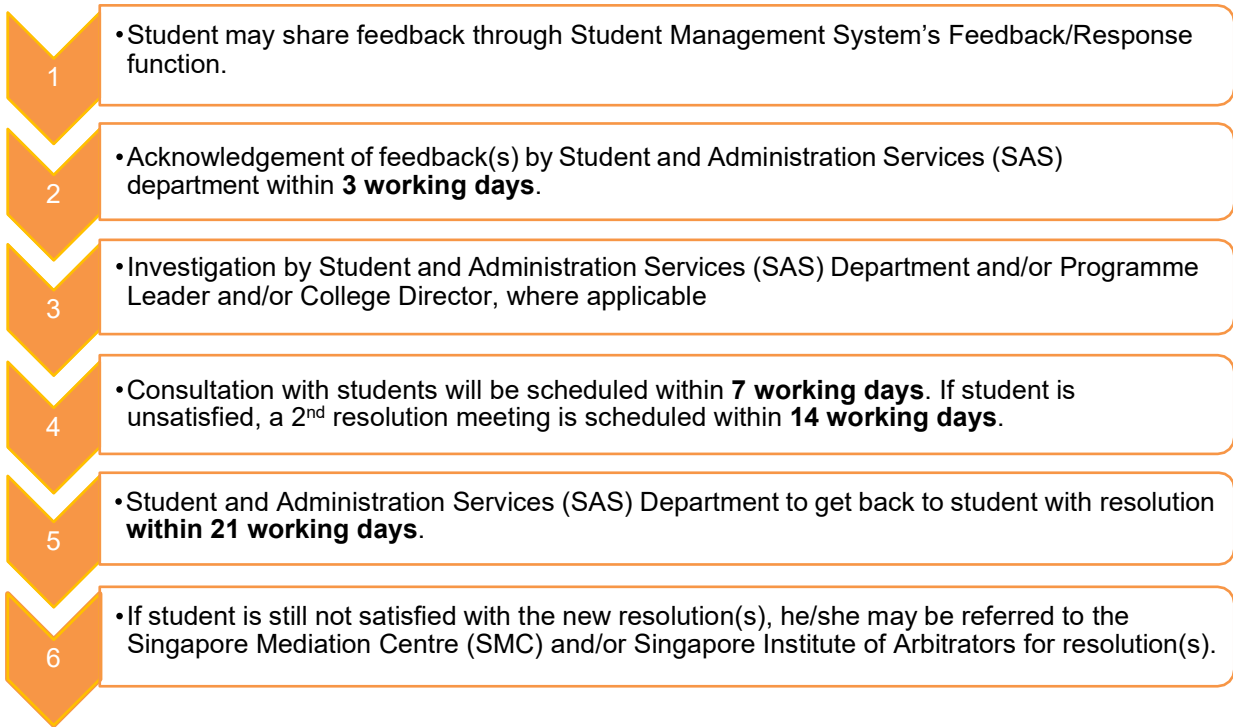 1
•Student may share feedback through Student Management System’s Feedback/Response
function.
2
•Acknowledgement of feedback(s) by Student and Administration Services (SAS)
department within 3 working days.
3
•Investigation by Student and Administration Services (SAS) Department and/or Programme
Leader and/or College Director, where applicable
4
•Consultation with students will be scheduled within 7 working days. If student is
unsatisfied, a 2nd resolution meeting is scheduled within 14 working days.
5
•Student and Administration Services (SAS) Department to get back to student with resolution
within 21 working days.
6
•If student is still not satisfied with the new resolution(s), he/she may be referred to the
Singapore Mediation Centre (SMC) and/or Singapore Institute of Arbitrators for resolution(s).